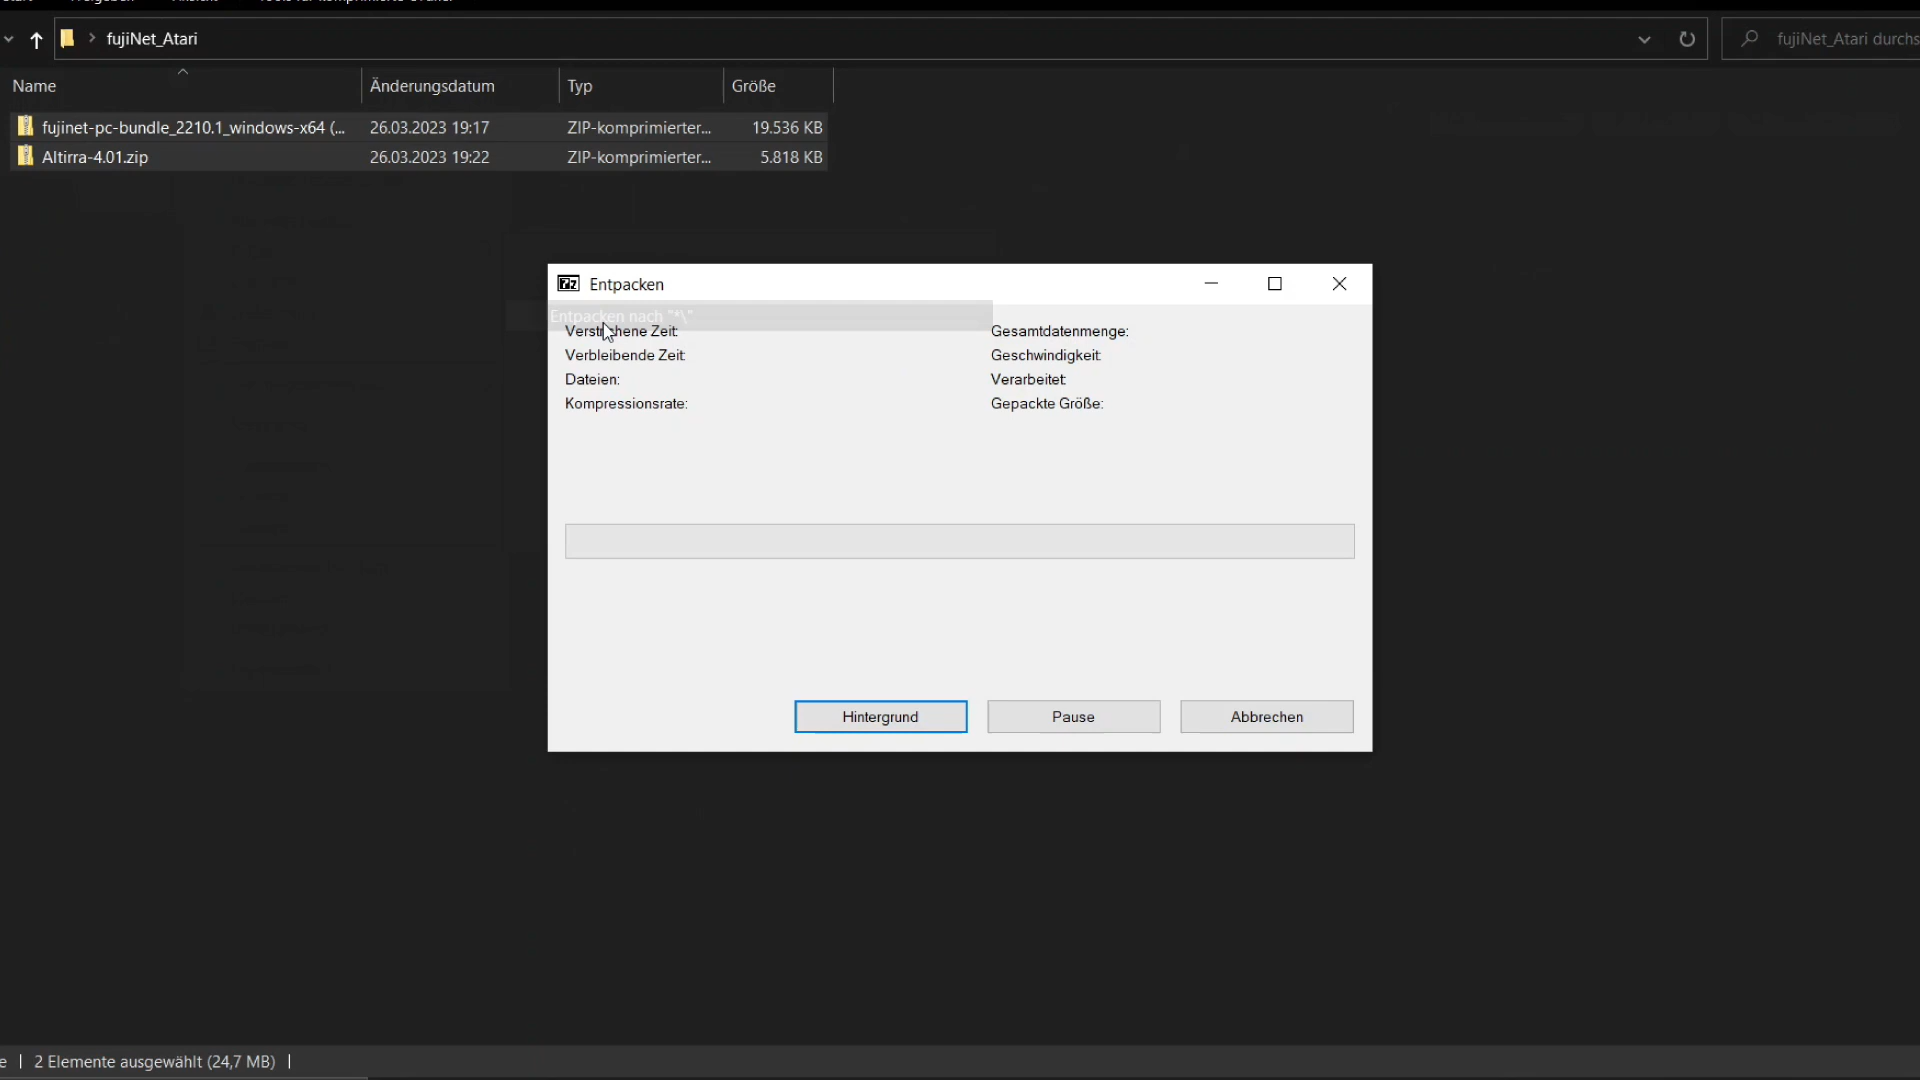 fujiNet_Atari
fujiNet_Atari durchs
Name
Änderungsdatum
Typ
Größe
fujinet-pc-bundle_2210.1_windows-x64 (...
26.03.2023 19:17
ZIP-komprimierter...
19.536 KB
Altirra-4.01.zip
26.03.2023 19:22
ZIP-komprimierter...
5.818 KB
Entpacken
Entpacken nach "*\"
Verstrichene Zeit:
Gesamtdatenmenge:
Verbleibende Zeit:
Geschwindigkeit:
Dateien:
Verarbeitet:
Kompressionsrate:
Gepackte Größe:
Hintergrund
Pause
Abbrechen
e
2 Elemente ausgewählt (24,7 MB)